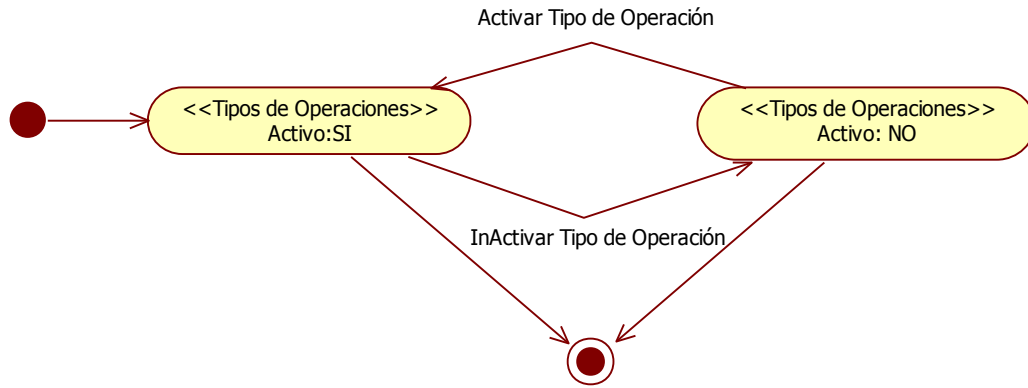 Activar Tipo de Operación
<<Tipos de Operaciones>>
Activo:SI
<<Tipos de Operaciones>>
Activo: NO
InActivar Tipo de Operación